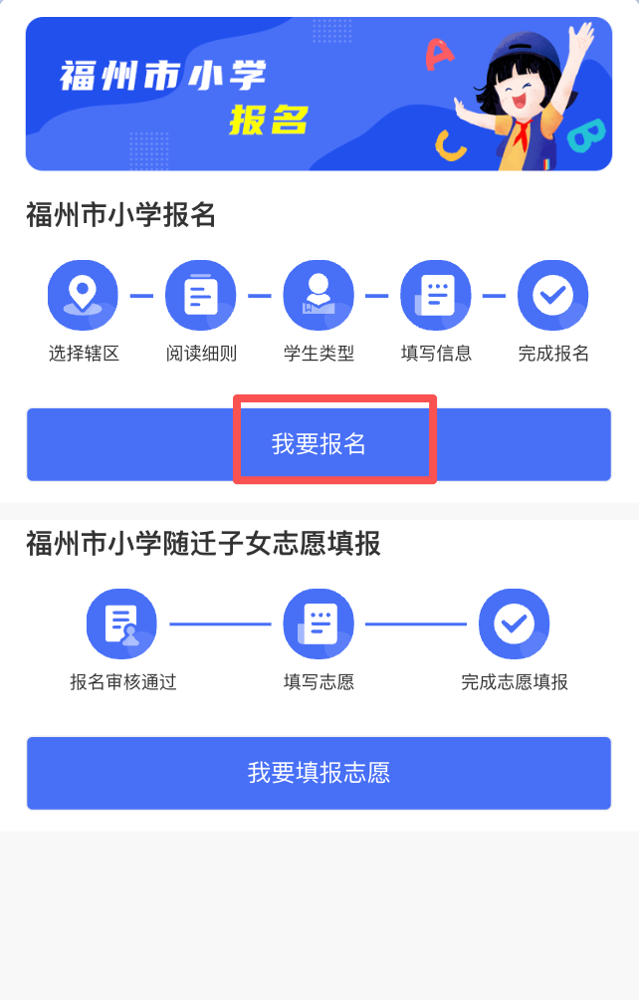 福州市小学
报名
A
C
B
福州市小学报名
选择辖区 阅读细则 学生类型 填写信息 完成报名
我要报名
福州市小学随迁子女志愿填报
报名审核通过 填写志愿 完成志愿填报
我要填报志愿